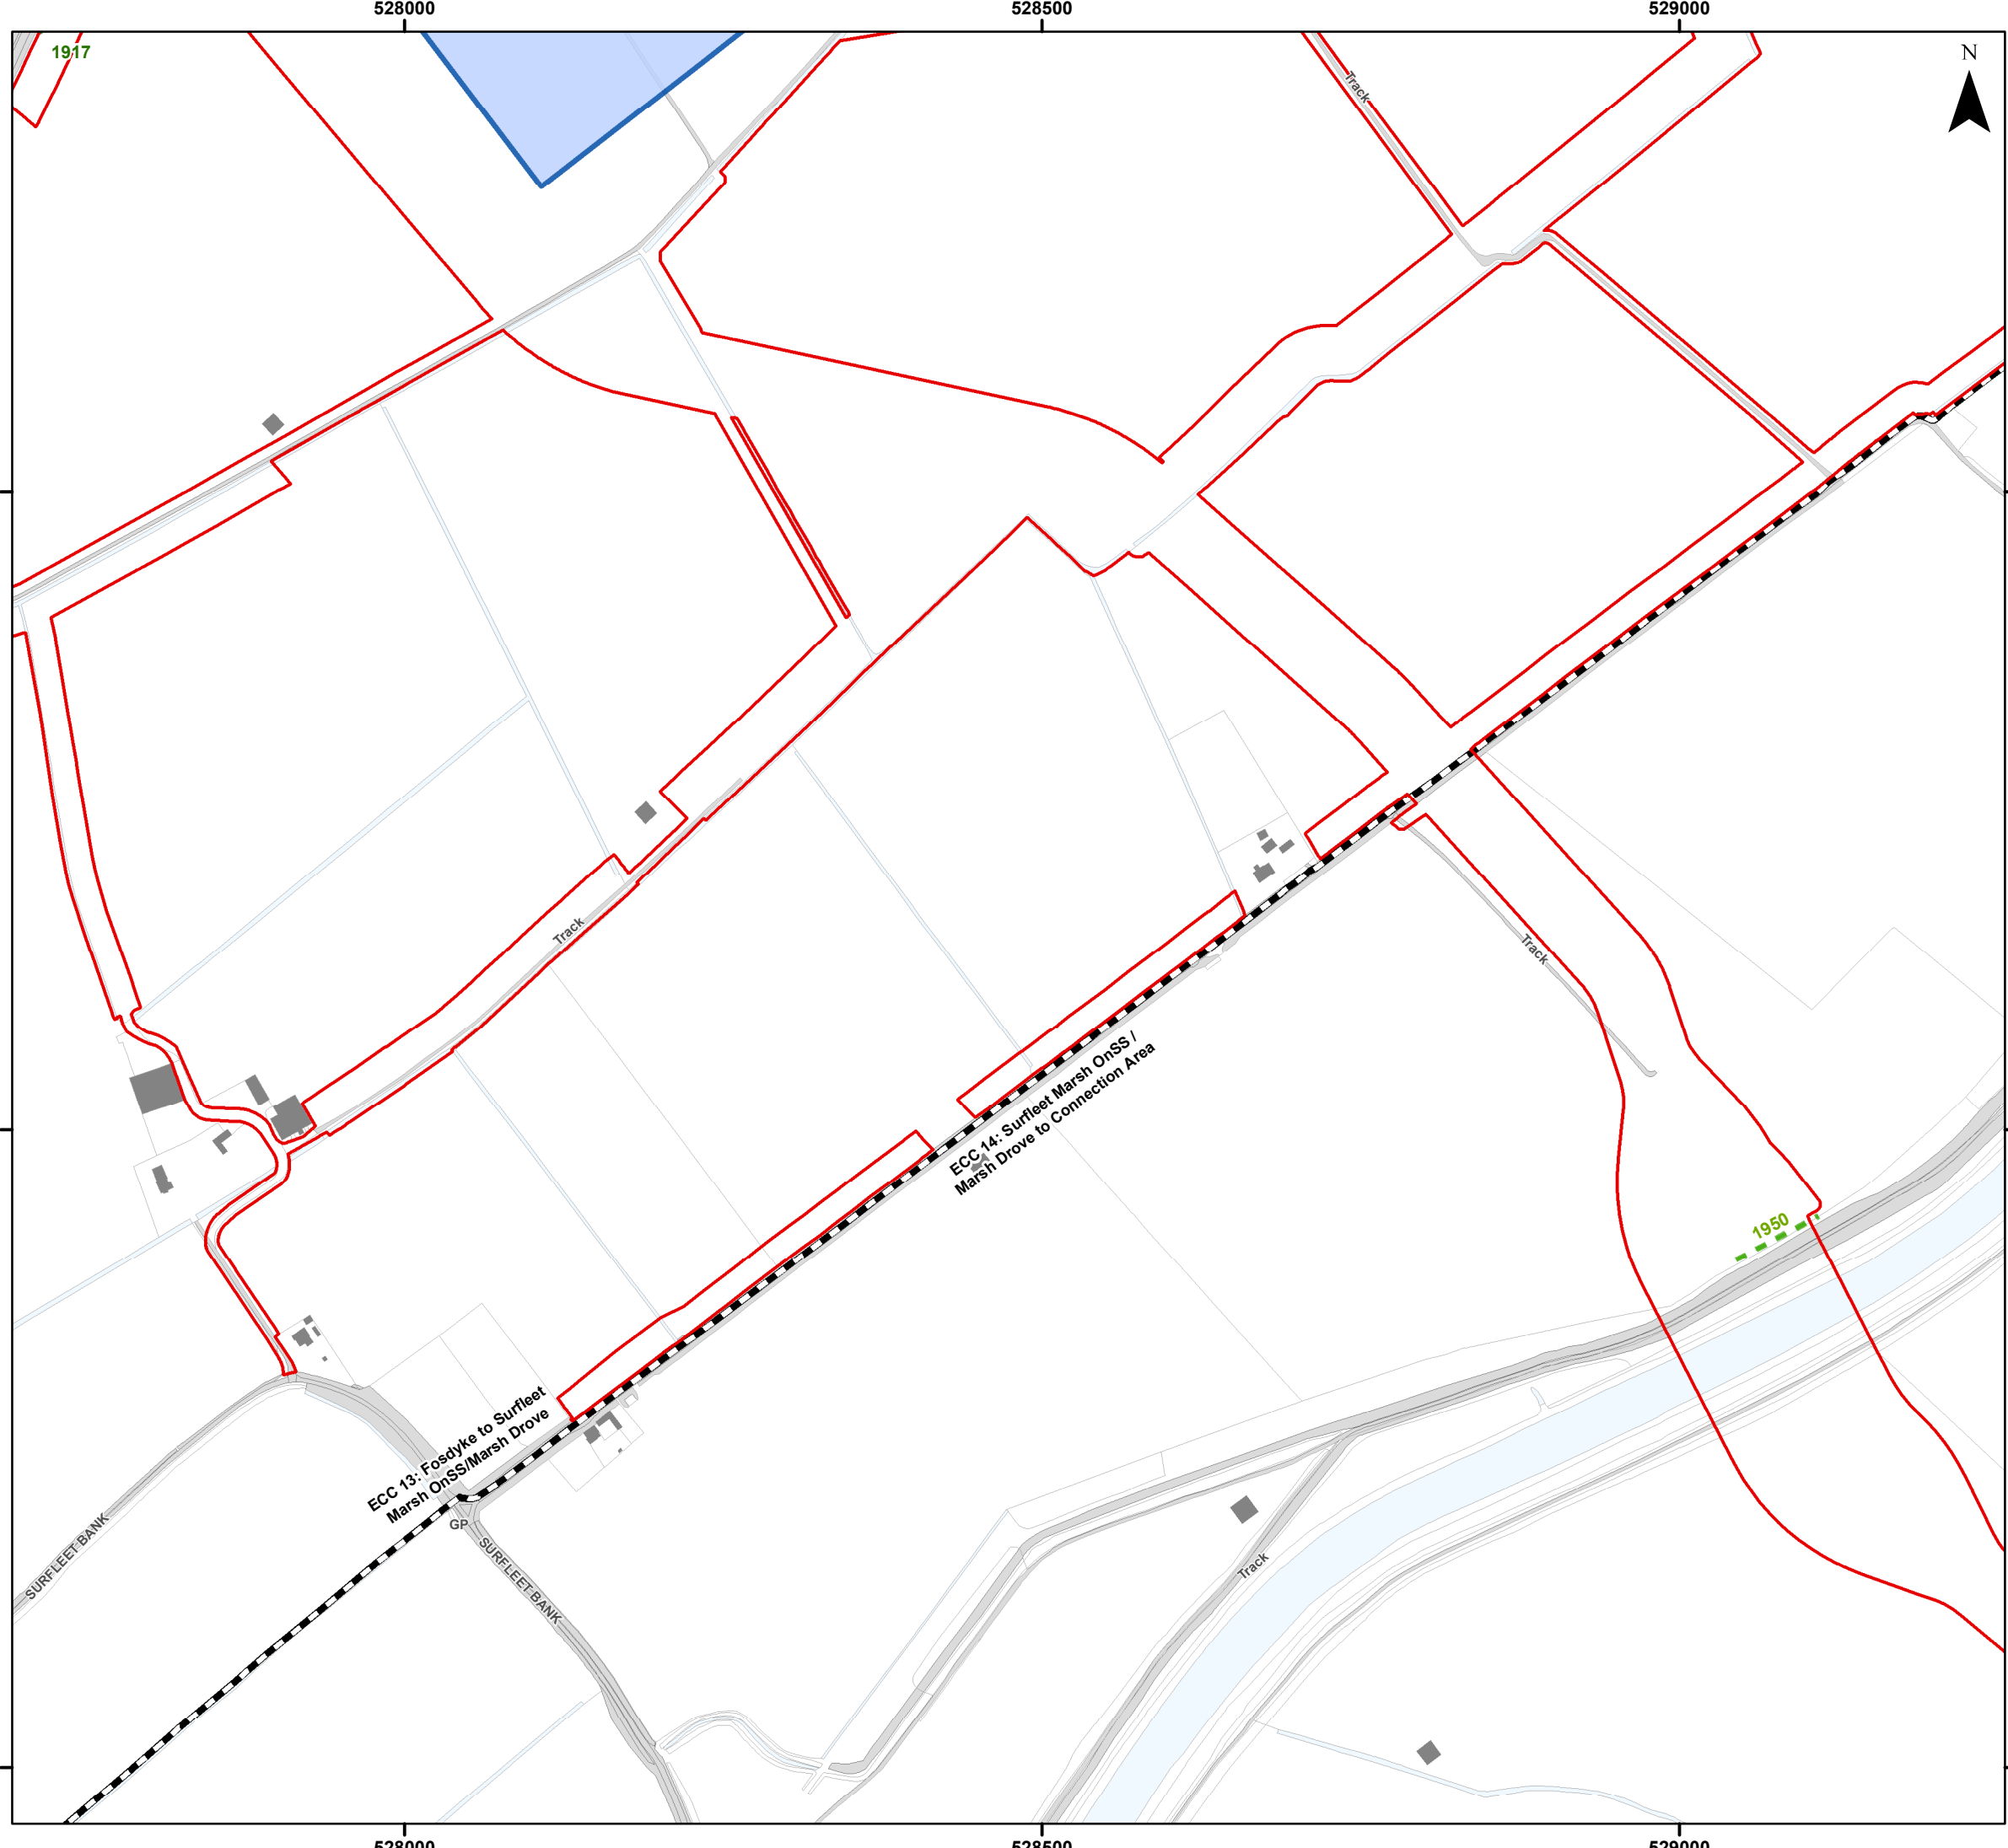 528000
528500
529000
1917
N
Track
Track
Track
ECC 14: Surfleet Marsh OnSS /
Marsh Drove to Connection Area
1950
ECC 13: Fosdyke to Surfleet
Marsh OnSS/Marsh Drove
GP
SURFLEET BANK
SURFLEET BANK
Track
528000
528500
529000